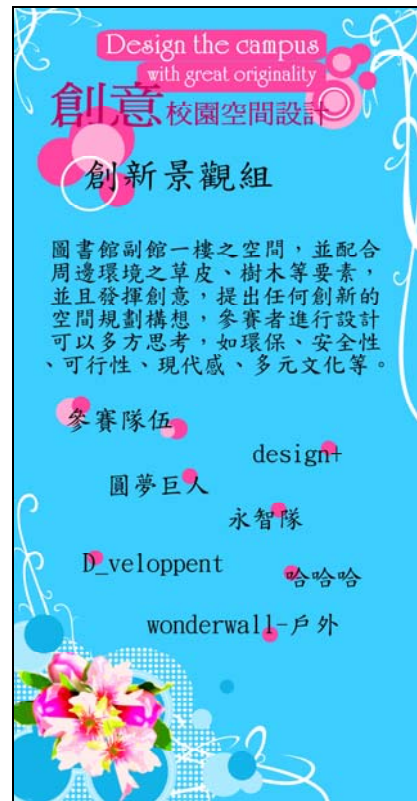 Design the campus
with great originality
創意校園空間設計
創新景觀組
圖書館副館一樓之空間，並配合
周邊環境之草皮、樹木等要素，
並且發揮創意，提出任何創新的
空間規劃構想，參賽者進行設計
可以多方思考，如環保、安全性
、可行性、現代感、多元文化等。
參賽隊伍
design+
圓夢巨人
永智隊
D_veloppent
哈哈哈
wonderwall-戶外